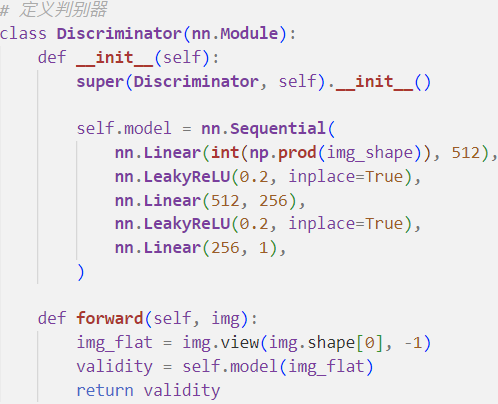 # 定义判别器
class Discriminator(nn.Module):
    def __init__(self):
        super(Discriminator, self).__init__()

        self.model = nn.Sequential(
            nn.Linear(int(np.prod(img_shape)), 512),
            nn.LeakyReLU(0.2, inplace=True),
            nn.Linear(512, 256),
            nn.LeakyReLU(0.2, inplace=True),
            nn.Linear(256, 1),
        )

    def forward(self, img):
        img_flat = img.view(img.shape[0], -1)
        validity = self.model(img_flat)
        return validity